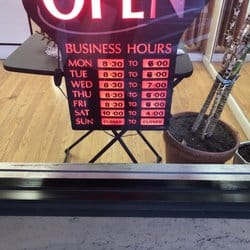 OPEN
BUSINESS HOURS
MON 8:30 TO 6:00
TUE 8:30 TO 6:00
WED 8:30 TO 7:00
THU 8:30 TO 6:00
FRI 8:30 TO 6:00
SAT 10:00 TO 4:00
SUN CLOSED TO CLOSED